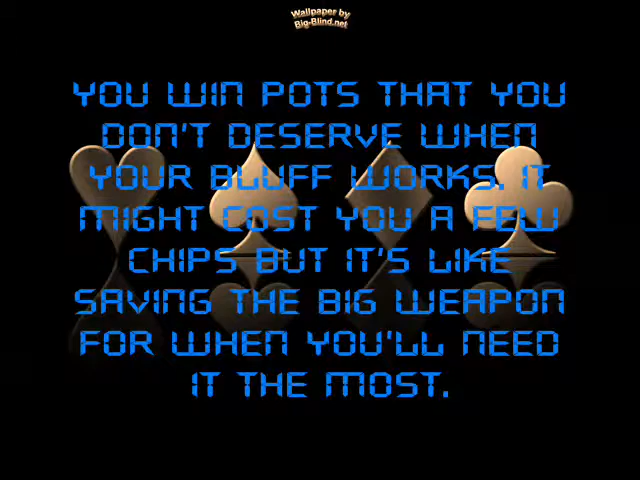 Wallpaper by
Big-Blind.net
YOU WIN POTS THAT YOU
DON'T DESERVE WHEN
YOUR BLUFF WORKS. IT
MIGHT COST YOU A FEW
CHIPS BUT IT'S LIKE
SAVING THE BIG WEAPON
FOR WHEN YOU'LL NEED
IT THE MOST.